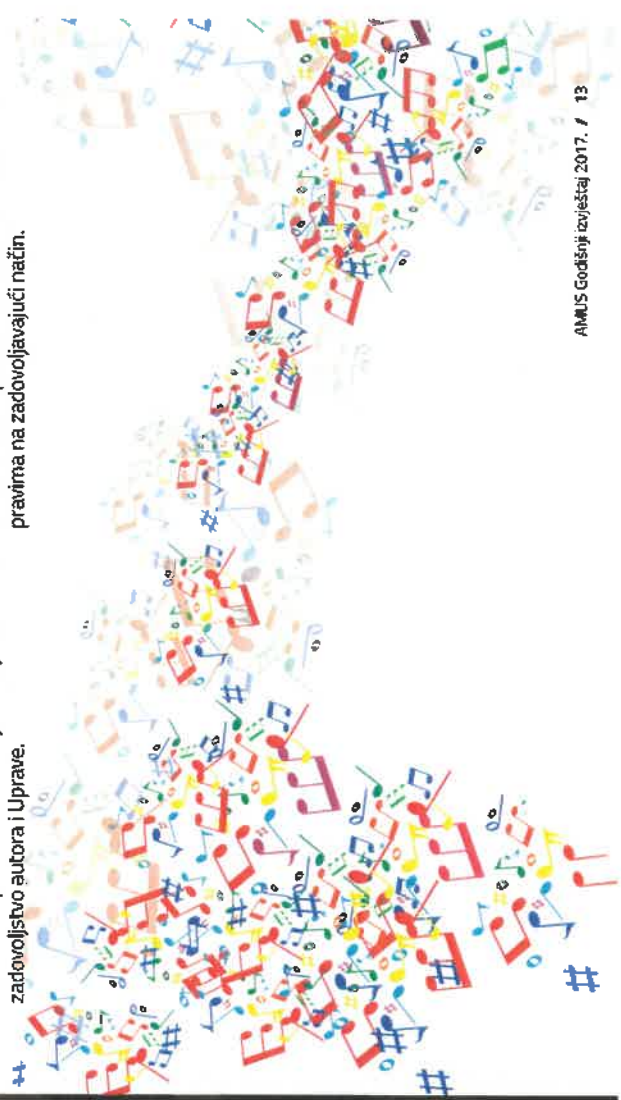 zadovoljstvo autora i Uprave.
pravima na zadovoljavajući način.
AMUS Godišnji izvještaj 2017. / 13